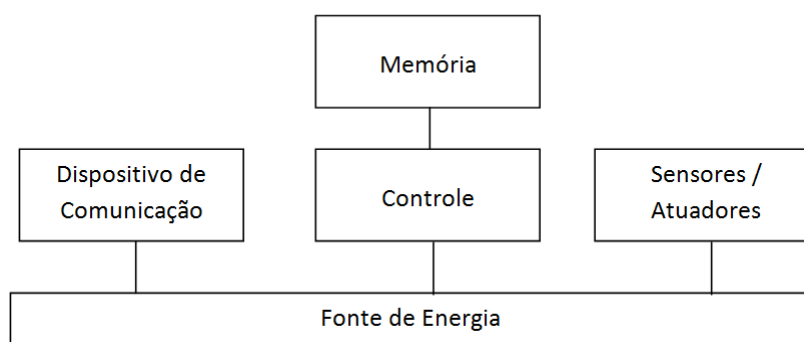 Memória
Dispositivo de
Comunicação
Controle
Sensores /
Atuadores
Fonte de Energia